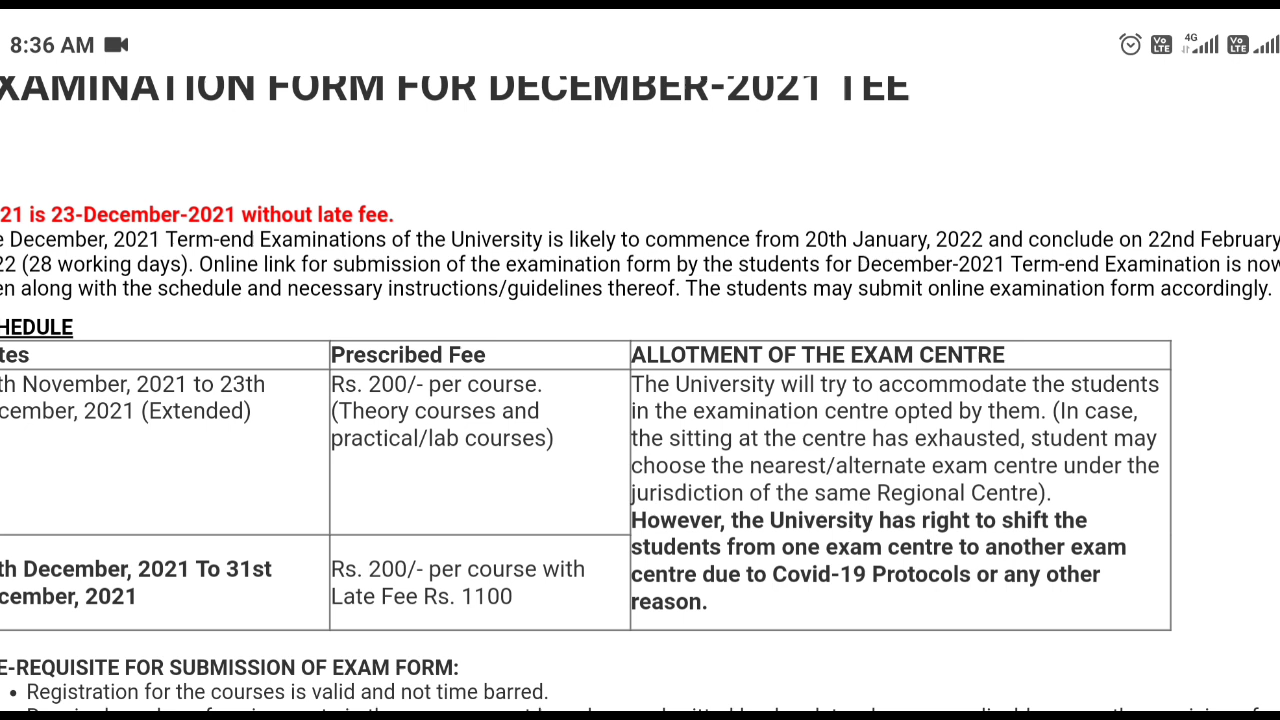 8:36 AM
Vo LTE 4G Vo LTE
XAMINATION FORM FOR DECEMBER-2021 TEE
21 is 23-December-2021 without late fee.
e December, 2021 Term-end Examinations of the University is likely to commence from 20th January, 2022 and conclude on 22nd February
22 (28 working days). Online link for submission of the examination form by the students for December-2021 Term-end Examination is now
en along with the schedule and necessary instructions/guidelines thereof. The students may submit online examination form accordingly.
HEDULE
tes
Prescribed Fee
ALLOTMENT OF THE EXAM CENTRE
th November, 2021 to 23th
cember, 2021 (Extended)
Rs. 200/- per course.
(Theory courses and
practical/lab courses)
The University will try to accommodate the students
in the examination centre opted by them. (In case,
the sitting at the centre has exhausted, student may
choose the nearest/alternate exam centre under the
jurisdiction of the same Regional Centre).
However, the University has right to shift the
students from one exam centre to another exam
centre due to Covid-19 Protocols or any other
reason.
th December, 2021 To 31st
cember, 2021
Rs. 200/- per course with
Late Fee Rs. 1100
E-REQUISITE FOR SUBMISSION OF EXAM FORM:
• Registration for the courses is valid and not time barred.